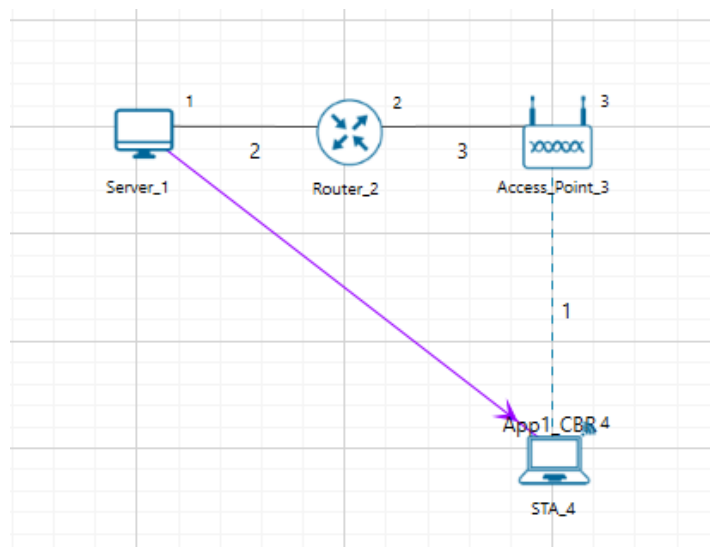 1
2
3
2
3
Server_1
Router_2
Access_Point_3
1
App1_CBR
4
STA_4